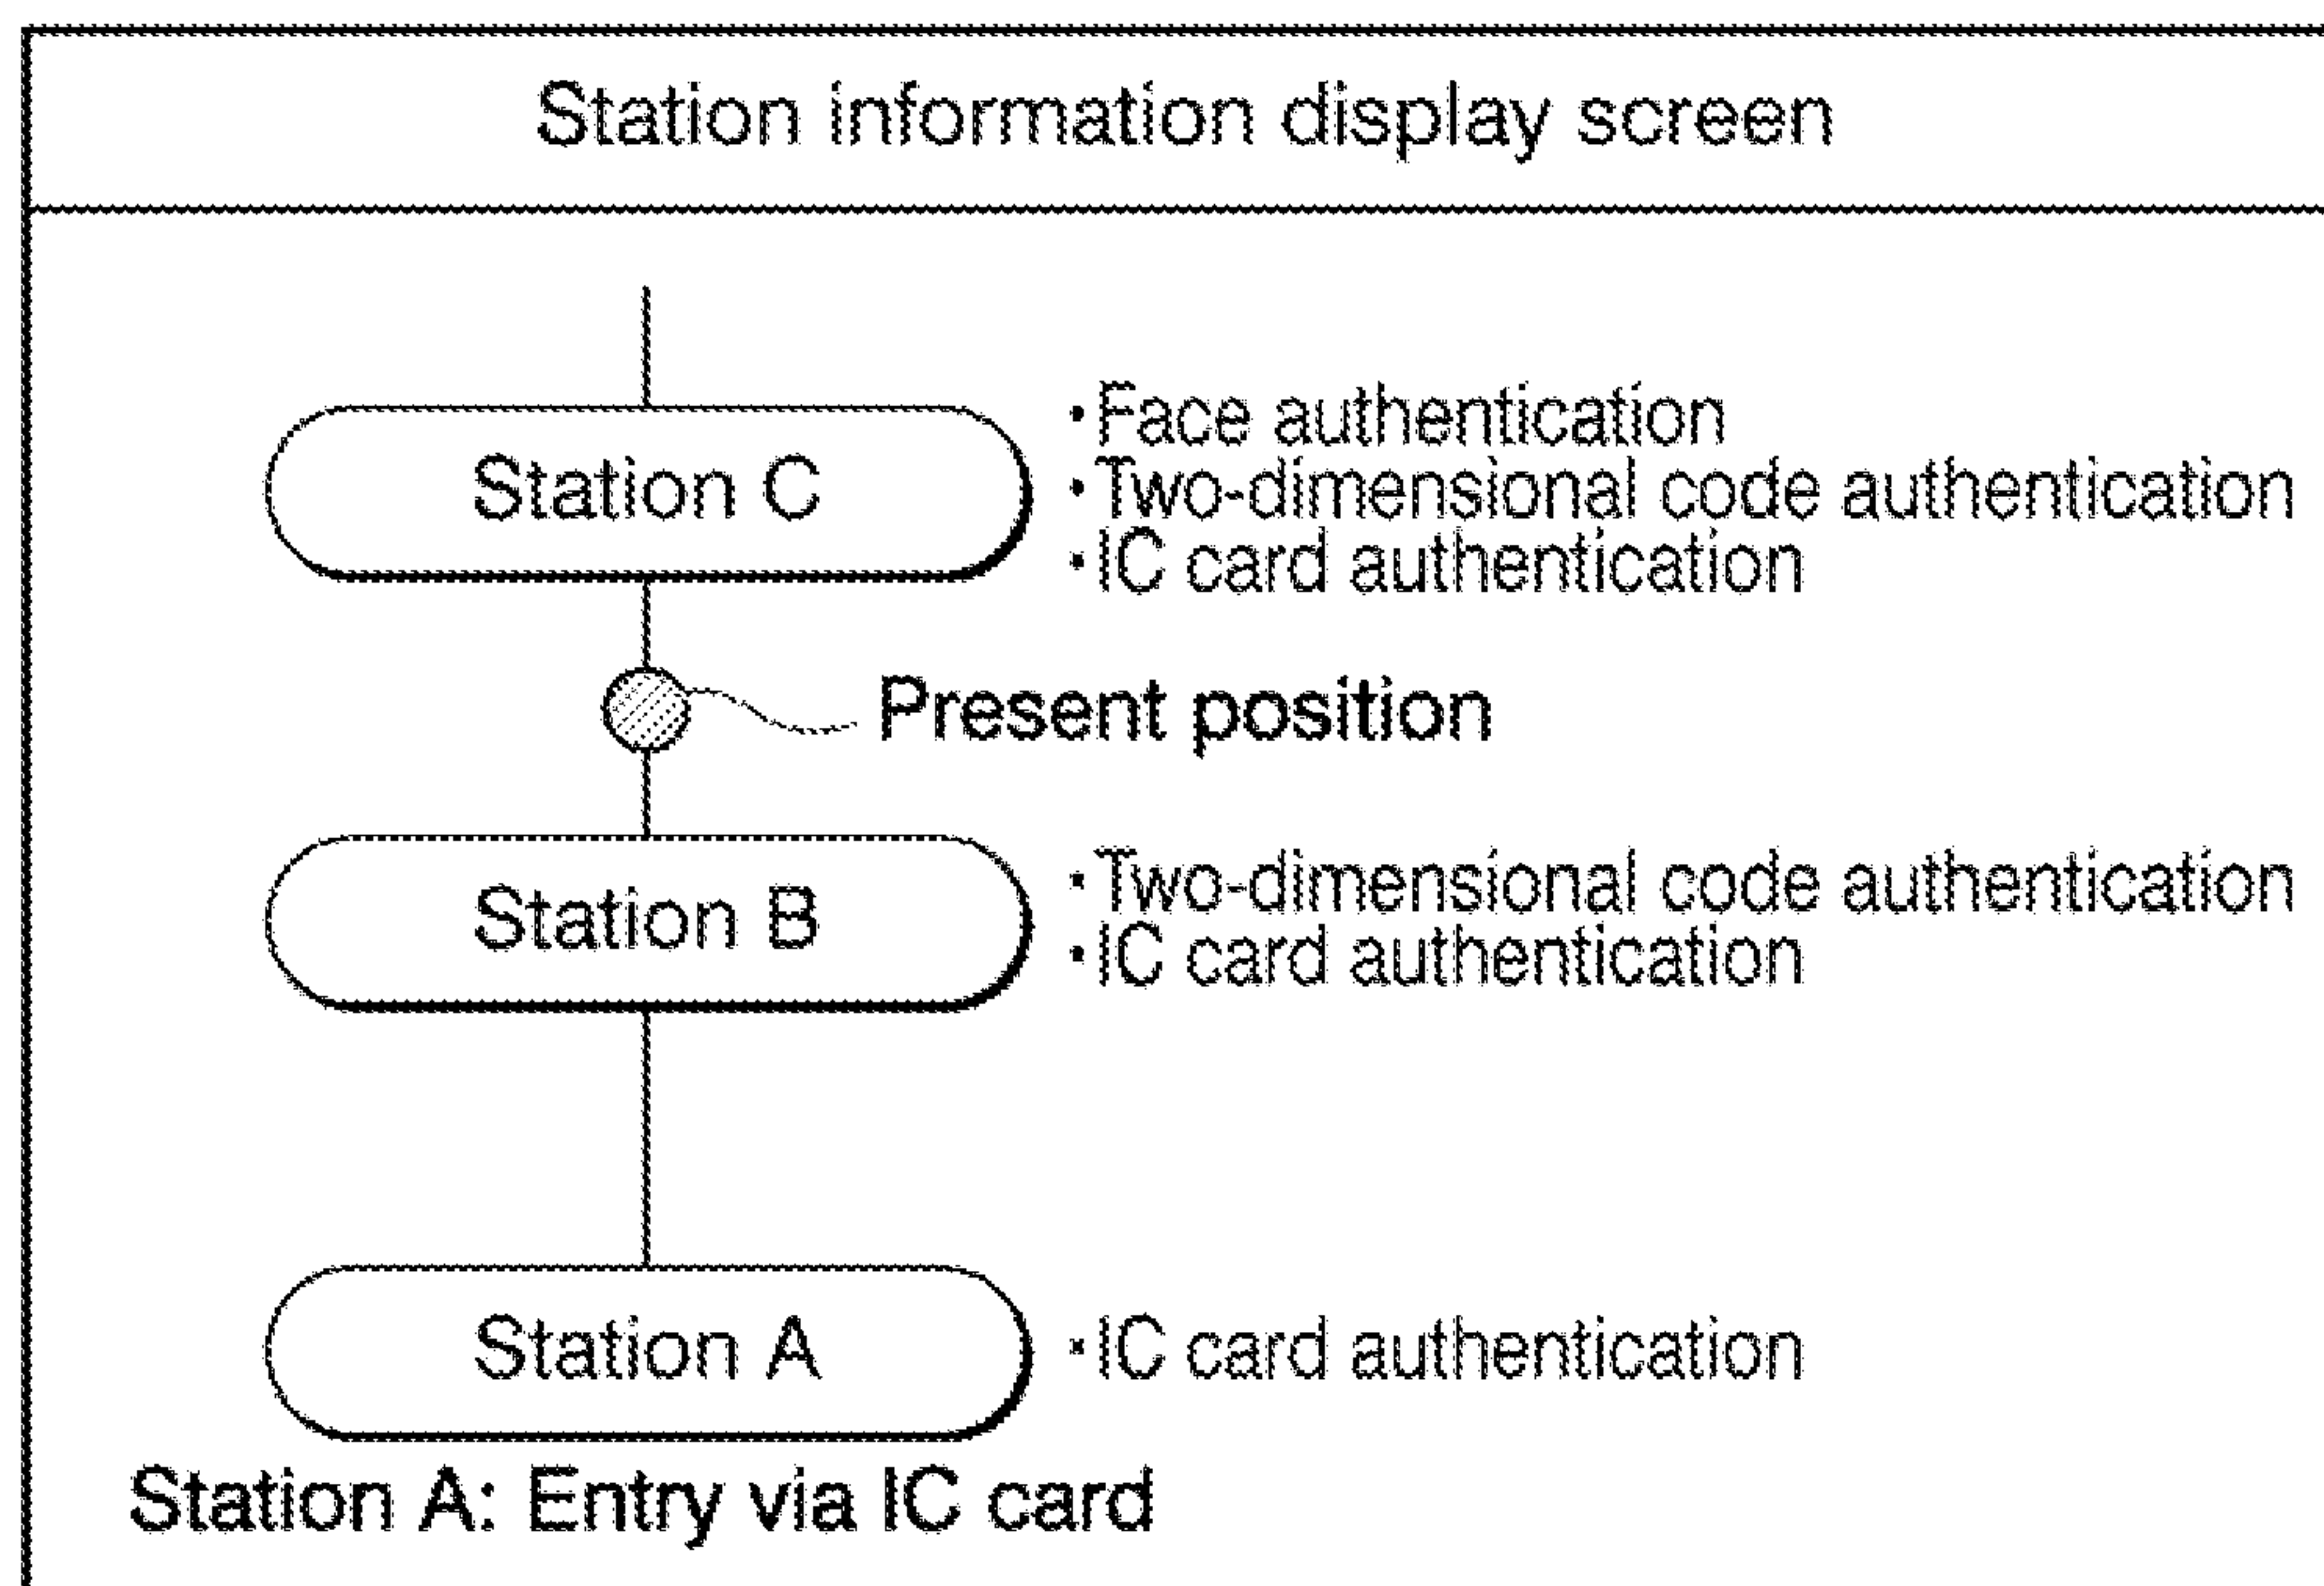 Station information display screen
Station C
・Face authentication
・Two-dimensional code authentication
・IC card authentication
Present position
Station B
・Two-dimensional code authentication
・IC card authentication
Station A
・IC card authentication
Station A: Entry via IC card